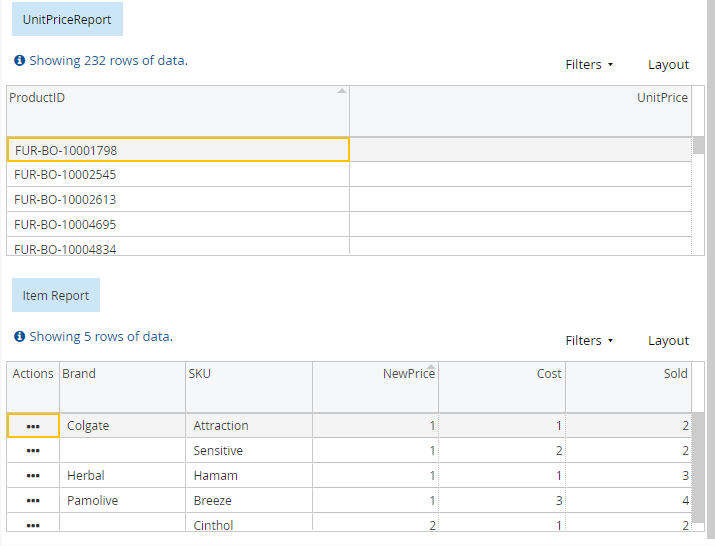 UnitPriceReport
Showing 232 rows of data.
Filters Layout
ProductID UnitPrice
FUR-BO-10001798
FUR-BO-10002545
FUR-BO-10002613
FUR-BO-10004695
FUR-BO-10004834
Item Report
Showing 5 rows of data.
Filters Layout
Actions Brand SKU NewPrice Cost Sold
••• Colgate Attraction 1 1 2
••• Sensitive 1 2 2
••• Herbal Hamam 1 1 3
••• Pamolive Breeze 1 3 4
••• Cinthol 2 1 2